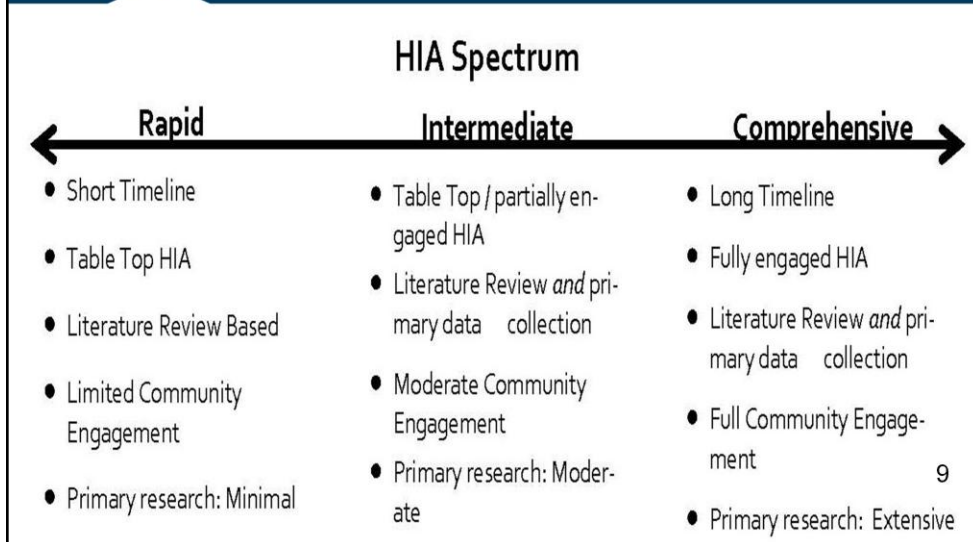 HIA Spectrum
Rapid
Intermediate
Comprehensive
• Short Timeline
• Table Top HIA
• Literature Review Based
• Limited Community
Engagement
• Primary research: Minimal
• Table Top / partially en-
gaged HIA
• Literature Review and pri-
mary data collection
• Moderate Community
Engagement
• Primary research: Moder-
ate
• Long Timeline
• Fully engaged HIA
• Literature Review and pri-
mary data collection
• Full Community Engage-
ment
• Primary research: Extensive
9